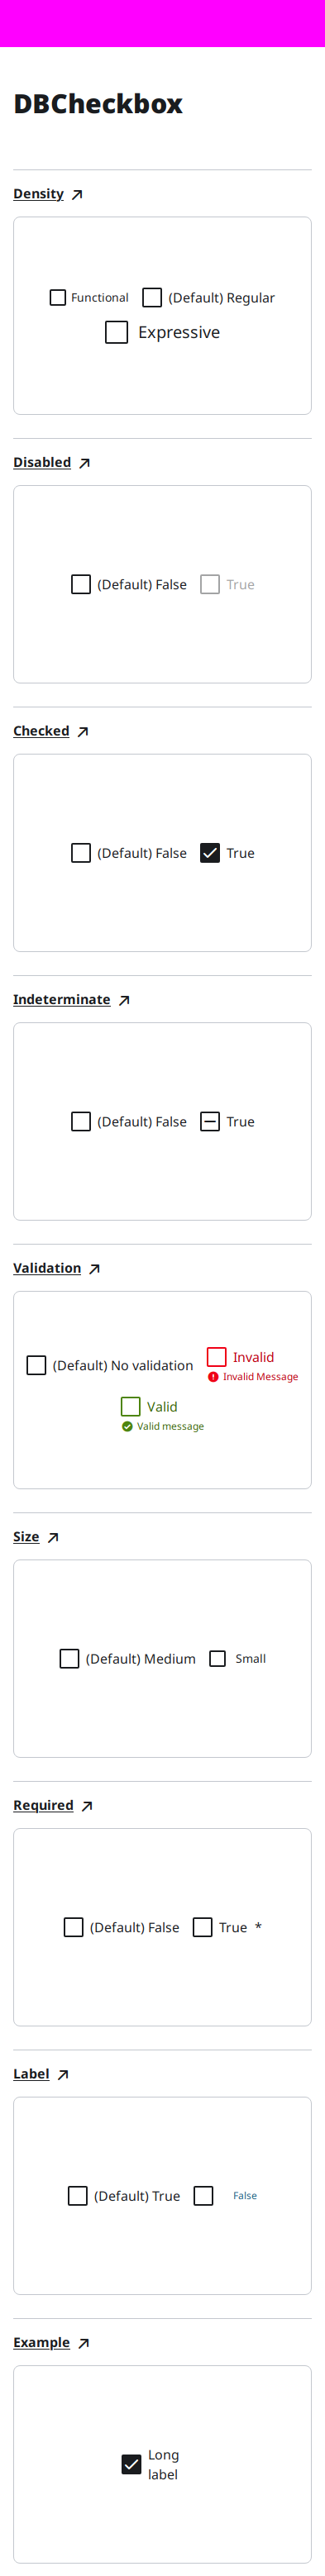 DBCheckbox
Density
Functional (Default) Regular
Expressive
Disabled
(Default) False True
Checked
(Default) False True
Indeterminate
(Default) False True
Validation
(Default) No validation Invalid
Invalid Message
Valid
Valid message
Size
(Default) Medium Small
Required
(Default) False True *
Label
(Default) True False
Example
Long
label